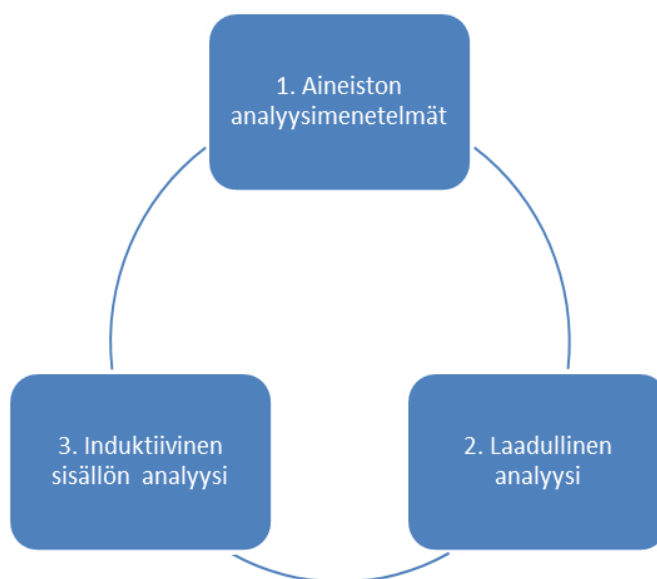 1. Aineiston
analyysimenetelmät
3. Induktiivinen
sisällön analyysi
2. Laadullinen
analyysi